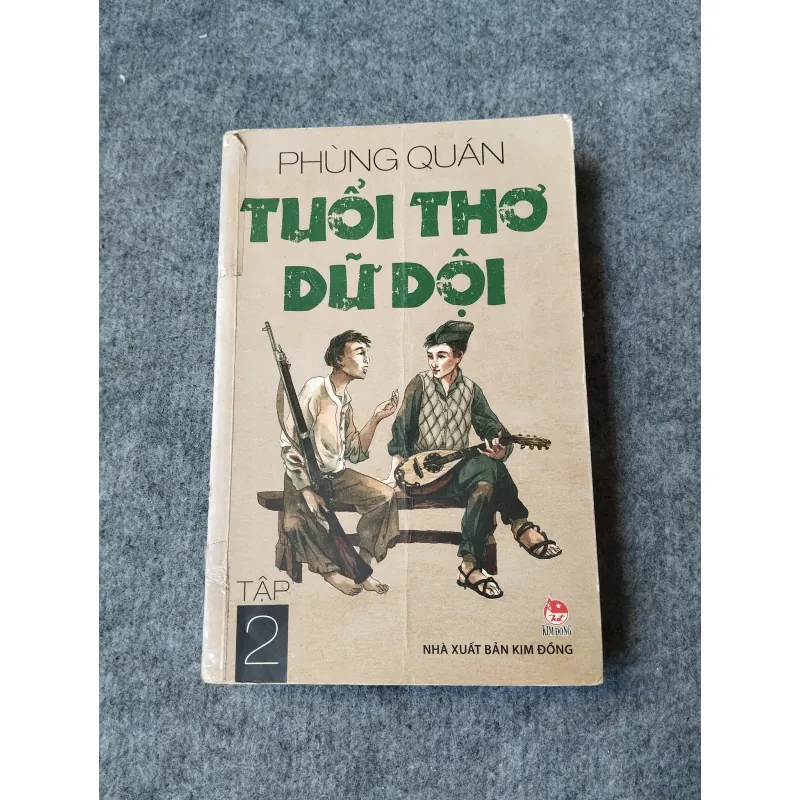 PHÙNG QUÁN
TUỔI THƠ
DỮ DỘI
TẬP
2
KIM ĐỒNG
NHÀ XUẤT BẢN KIM ĐỒNG